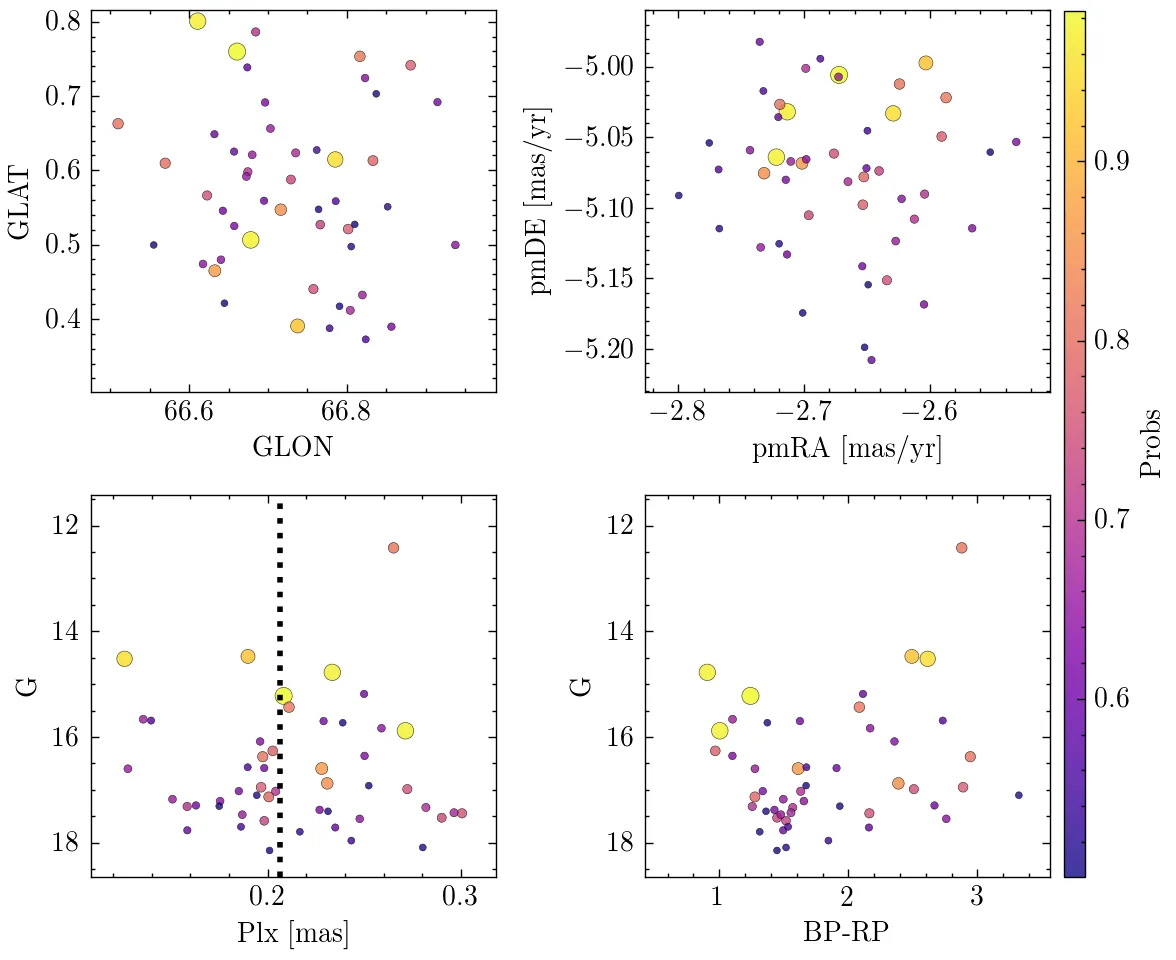 0.8
0.7
0.6
0.5
0.4
GLAT
66.6 66.8
GLON
−5.00
−5.05
−5.10
−5.15
−5.20
pmDE [mas/yr]
−2.8 −2.7 −2.6
pmRA [mas/yr]
12
14
16
18
G
0.2 0.3
Plx [mas]
12
14
16
18
G
1 2 3
BP-RP
0.9
0.8
0.7
0.6
Probs